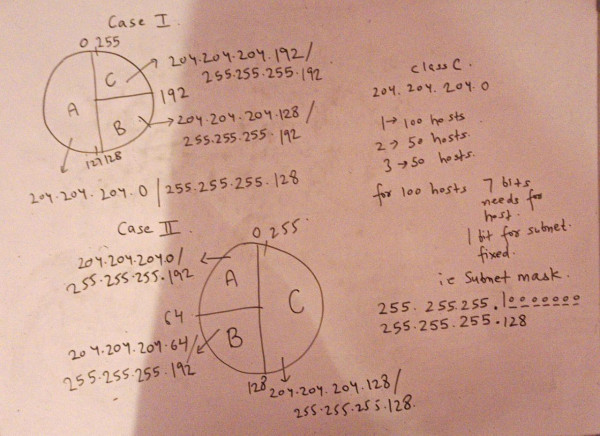 Case I.
0 255
C
204.204.204.192/
255.255.255.192
A
192
B
204.204.204.128/
255.255.255.192
127 128
204.204.204.0 | 255.255.255.128
Case II.
0 255.
204.204.204.0/
255.255.255.192
A
C
64
B
204.204.204.64/
255.255.255.192
128
204.204.204.128/
255.255.255.128.
class C.
204.204.204.0
1→ 100 hosts
2→ 50 hosts.
3→50 hosts.
for 100 hosts 7 bits
needs for
host.
1 bit for subnet.
fixed.
ie Subnet mask.
255.255.255.10000000
255.255.255.128